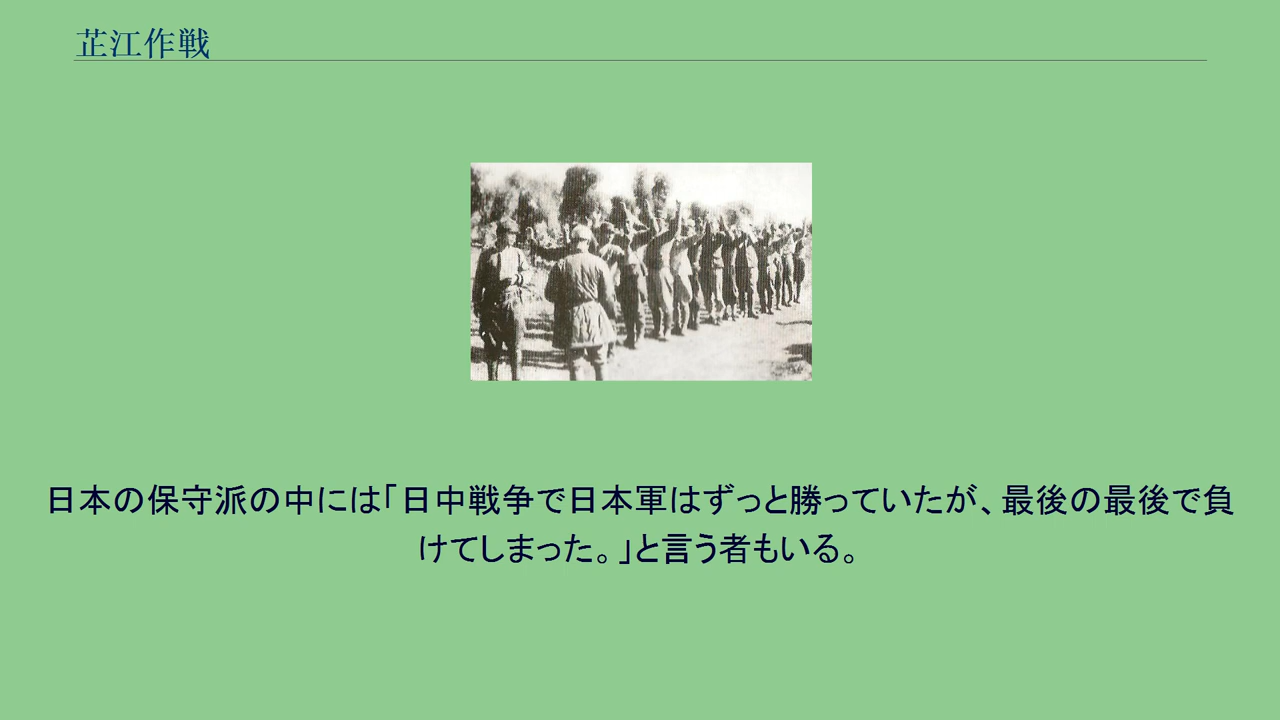 芷江作戦
日本の保守派の中には「日中戦争で日本軍はずっと勝っていたが、最後の最後で負
けてしまった。」と言う者もいる。